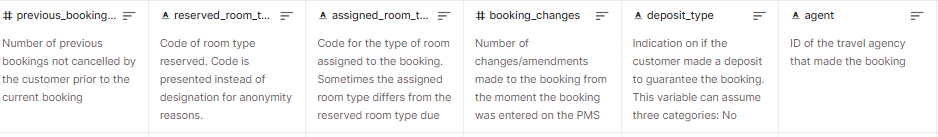 # previous_booking...
A reserved_room_t...
A assigned_room_t...
# booking_changes
A deposit_type
A agent
Number of previous
bookings not cancelled by
the customer prior to the
current booking
Code of room type
reserved. Code is
presented instead of
designation for anonymity
reasons.
Code for the type of room
assigned to the booking.
Sometimes the assigned
room type differs from the
reserved room type due
Number of
changes/amendments
made to the booking from
the moment the booking
was entered on the PMS
Indication on if the
customer made a deposit
to guarantee the booking.
This variable can assume
three categories: No
ID of the travel agency
that made the booking